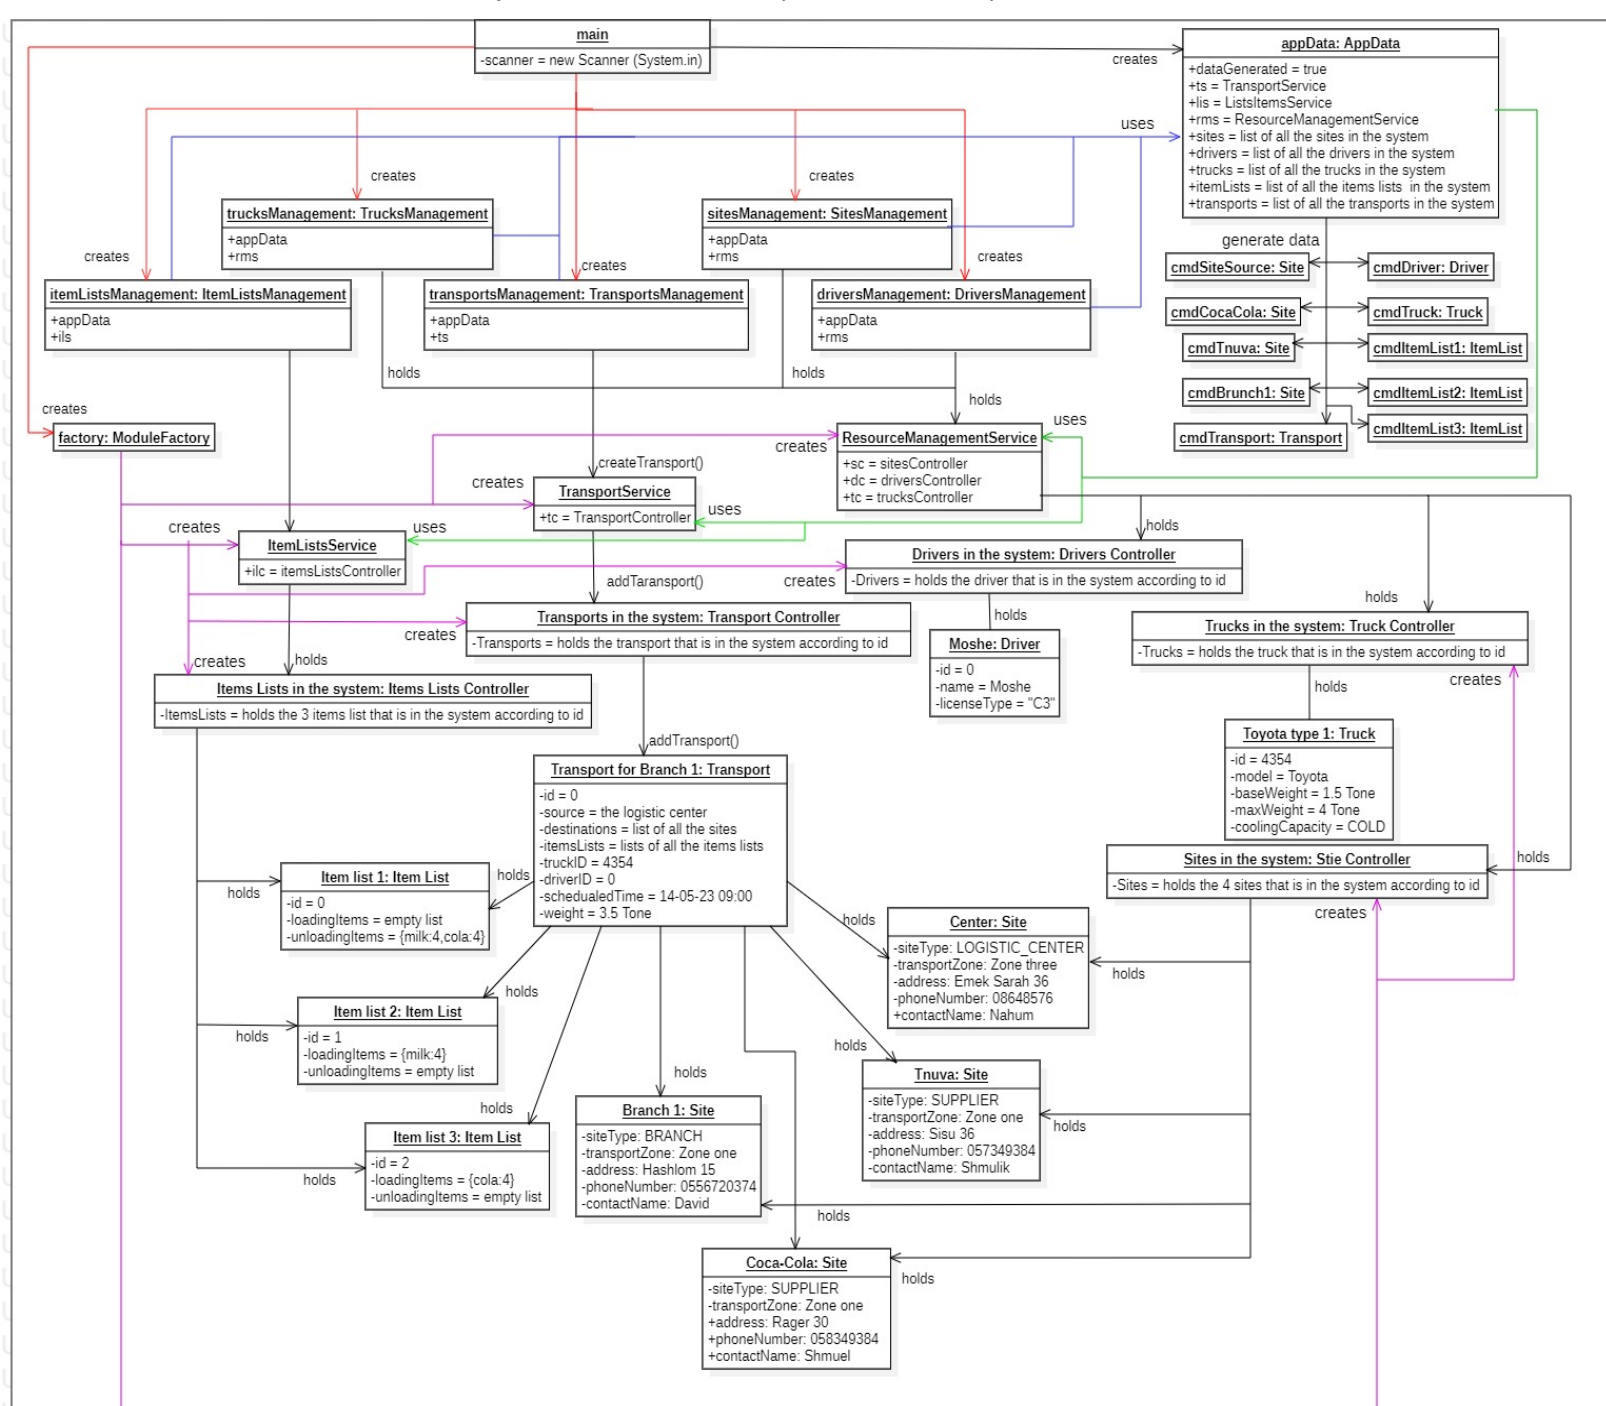 main
-scanner = new Scanner (System.in)
creates
appData: AppData
+dataGenerated = true
+ts = TransportService
+lis = ListsItemsService
+rms = ResourceManagementService
+sites = list of all the sites in the system
+drivers = list of all the drivers in the system
+trucks = list of all the trucks in the system
+itemLists = list of all the items lists in the system
+transports = list of all the transports in the system
uses
creates
creates
trucksManagement: TrucksManagement
+appData
+rms
sitesManagement: SitesManagement
+appData
+rms
creates
creates
creates
generate data
itemListsManagement: ItemListsManagement
+appData
+ils
transportsManagement: TransportsManagement
+appData
+ts
driversManagement: DriversManagement
+appData
+rms
cmdSiteSource: Site
cmdDriver: Driver
cmdCocaCola: Site
cmdTruck: Truck
cmdTnuva: Site
cmdItemList1: ItemList
cmdBrunch1: Site
cmdItemList2: ItemList
cmdTransport: Transport
cmdItemList3: ItemList
holds
holds
holds
creates
factory: ModuleFactory
uses
creates
ResourceManagementService
+sc = sitesController
+dc = driversController
+tc = trucksController
createTransport()
creates
TransportService
+tc = TransportController
uses
creates
uses
ItemListsService
+ilc = itemsListsController
holds
Drivers in the system: Drivers Controller
-Drivers = holds the driver that is in the system according to id
creates
addTaransport()
holds
Transports in the system: Transport Controller
-Transports = holds the transport that is in the system according to id
creates
holds
Trucks in the system: Truck Controller
-Trucks = holds the truck that is in the system according to id
creates
Moshe: Driver
-id = 0
-name = Moshe
-licenseType = "C3"
creates
holds
Items Lists in the system: Items Lists Controller
-ItemsLists = holds the 3 items list that is in the system according to id
holds
addTransport()
Toyota type 1: Truck
-id = 4354
-model = Toyota
-baseWeight = 1.5 Tone
-maxWeight = 4 Tone
-coolingCapacity = COLD
Transport for Branch 1: Transport
-id = 0
-source = the logistic center
-destinations = list of all the sites
-itemsLists = lists of all the items lists
-truckID = 4354
-driverID = 0
-schedualedTime = 14-05-23 09:00
-weight = 3.5 Tone
holds
Sites in the system: Stie Controller
-Sites = holds the 4 sites that is in the system according to id
creates
holds
holds
Item list 1: Item List
-id = 0
-loadingItems = empty list
-unloadingItems = {milk:4,cola:4}
holds
Center: Site
-siteType: LOGISTIC_CENTER
-transportZone: Zone three
-address: Emek Sarah 36
-phoneNumber: 08648576
+contactName: Nahum
holds
holds
holds
Item list 2: Item List
-id = 1
-loadingItems = {milk:4}
-unloadingItems = empty list
holds
holds
Tnuva: Site
-siteType: SUPPLIER
-transportZone: Zone one
-address: Sisu 36
-phoneNumber: 057349384
-contactName: Shmulik
holds
holds
Branch 1: Site
-siteType: BRANCH
-transportZone: Zone one
-address: Hashlom 15
-phoneNumber: 0556720374
-contactName: David
holds
holds
Item list 3: Item List
-id = 2
-loadingItems = {cola:4}
-unloadingItems = empty list
holds
Coca-Cola: Site
-siteType: SUPPLIER
-transportZone: Zone one
+address: Rager 30
+phoneNumber: 058349384
+contactName: Shmuel
holds